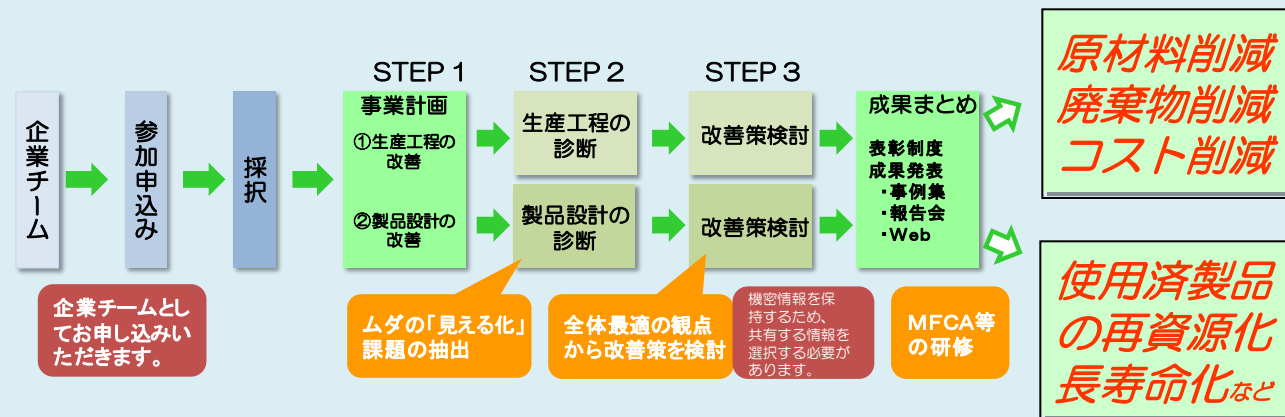 STEP 1
STEP 2
STEP 3
企業チーム
参加申込み
採択
事業計画
①生産工程の
改善
②製品設計の
改善
生産工程の
診断
製品設計の
診断
改善策検討
改善策検討
成果まとめ
表彰制度
成果発表
・事例集
・報告会
・Web
原材料削減
廃棄物削減
コスト削減
使用済製品
の再資源化
長寿命化など
企業チームとし
てお申し込みい
ただきます。
ムダの「見える化」
課題の抽出
全体最適の観点
から改善策を検討
機密情報を保
持するため、
共有する情報を
選択する必要が
あります。
MFCA等
の研修